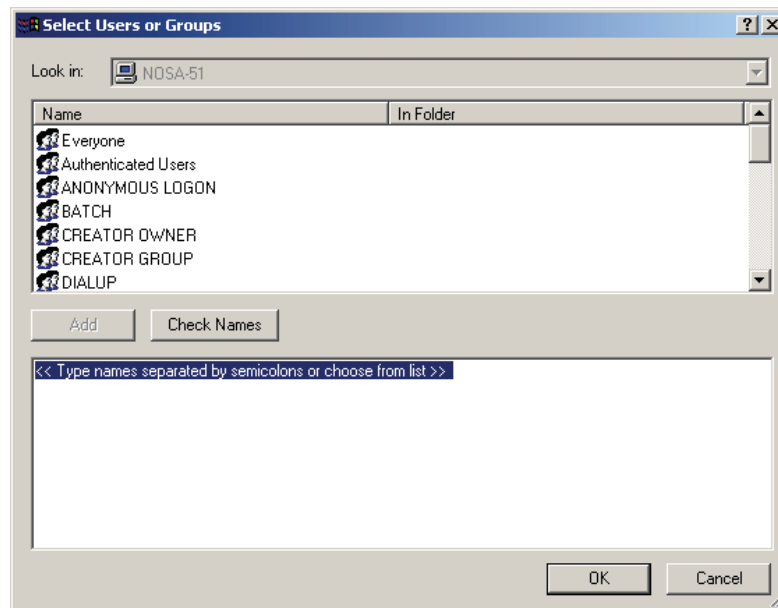 Select Users or Groups
Look in: NOSA-51
Name In Folder
Everyone
Authenticated Users
ANONYMOUS LOGON
BATCH
CREATOR OWNER
CREATOR GROUP
DIALUP
Add Check Names
<< Type names separated by semicolons or choose from list >>
OK Cancel